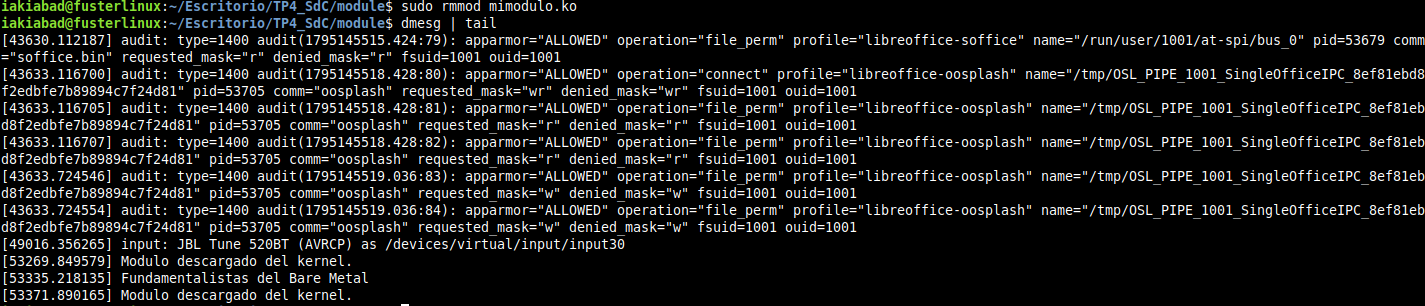 iakiabad@fusterlinux:~/Escritorio/TP4_SdC/module$ sudo rmmod mimodulo.ko
iakiabad@fusterlinux:~/Escritorio/TP4_SdC/module$ dmesg | tail
[43630.112187] audit: type=1400 audit(1795145515.424:79): apparmor="ALLOWED" operation="file_perm" profile="libreoffice-soffice" name="/run/user/1001/at-spi/bus_0" pid=53679 comm
="soffice.bin" requested_mask="r" denied_mask="r" fsuid=1001 ouid=1001
[43633.116700] audit: type=1400 audit(1795145518.428:80): apparmor="ALLOWED" operation="connect" profile="libreoffice-oosplash" name="/tmp/OSL_PIPE_1001_SingleOfficeIPC_8ef81ebd8
f2edbfe7b89894c7f24d81" pid=53705 comm="oosplash" requested_mask="wr" denied_mask="wr" fsuid=1001 ouid=1001
[43633.116705] audit: type=1400 audit(1795145518.428:81): apparmor="ALLOWED" operation="file_perm" profile="libreoffice-oosplash" name="/tmp/OSL_PIPE_1001_SingleOfficeIPC_8ef81eb
d8f2edbfe7b89894c7f24d81" pid=53705 comm="oosplash" requested_mask="r" denied_mask="r" fsuid=1001 ouid=1001
[43633.116707] audit: type=1400 audit(1795145518.428:82): apparmor="ALLOWED" operation="file_perm" profile="libreoffice-oosplash" name="/tmp/OSL_PIPE_1001_SingleOfficeIPC_8ef81eb
d8f2edbfe7b89894c7f24d81" pid=53705 comm="oosplash" requested_mask="r" denied_mask="r" fsuid=1001 ouid=1001
[43633.724546] audit: type=1400 audit(1795145519.036:83): apparmor="ALLOWED" operation="file_perm" profile="libreoffice-oosplash" name="/tmp/OSL_PIPE_1001_SingleOfficeIPC_8ef81eb
d8f2edbfe7b89894c7f24d81" pid=53705 comm="oosplash" requested_mask="w" denied_mask="w" fsuid=1001 ouid=1001
[43633.724554] audit: type=1400 audit(1795145519.036:84): apparmor="ALLOWED" operation="file_perm" profile="libreoffice-oosplash" name="/tmp/OSL_PIPE_1001_SingleOfficeIPC_8ef81eb
d8f2edbfe7b89894c7f24d81" pid=53705 comm="oosplash" requested_mask="w" denied_mask="w" fsuid=1001 ouid=1001
[49016.356265] input: JBL Tune 520BT (AVRCP) as /devices/virtual/input/input30
[53269.849579] Modulo descargado del kernel.
[53335.218135] Fundamentalistas del Bare Metal
[53371.890165] Modulo descargado del kernel.